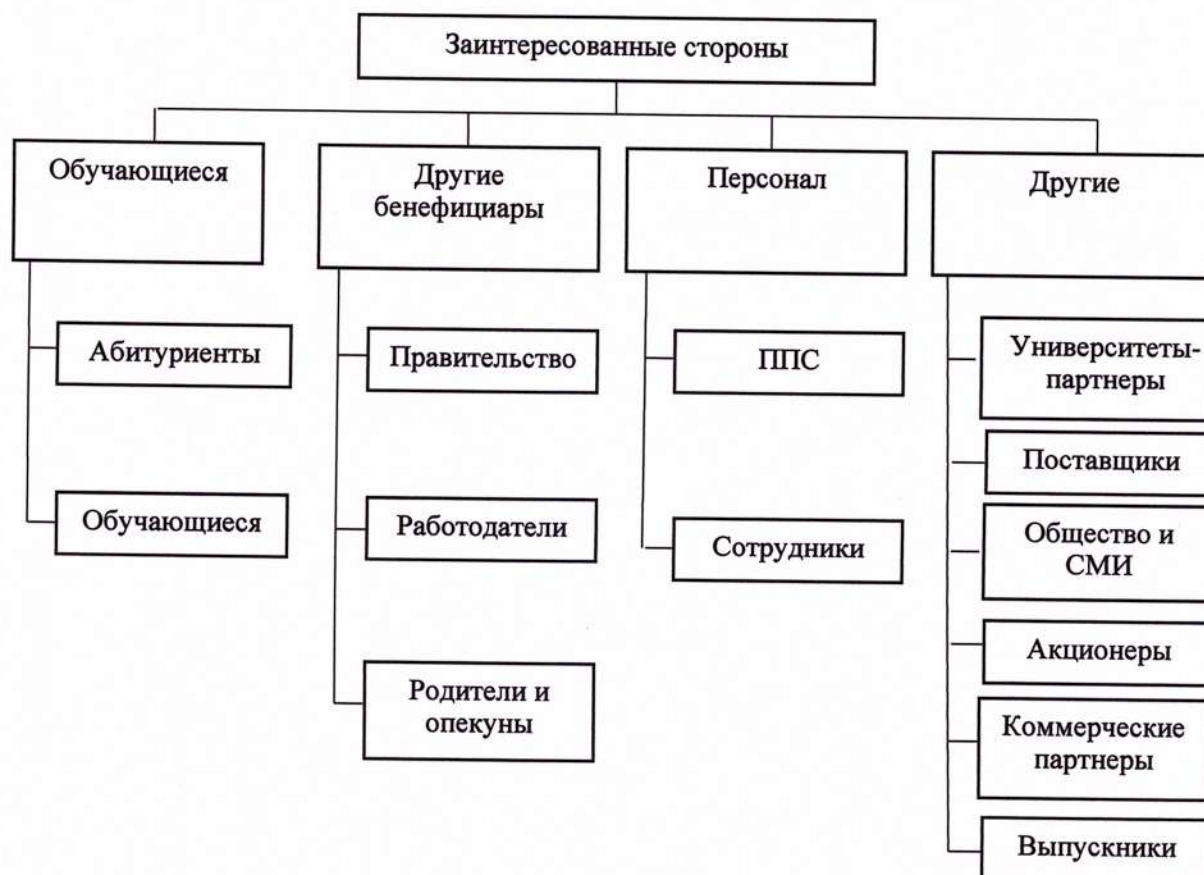 Заинтересованные стороны
Обучающиеся
Другие
бенефициары
Персонал
Другие
Абитуриенты
Обучающиеся
Правительство
Работодатели
Родители и
опекуны
ППС
Сотрудники
Университеты-
партнеры
Поставщики
Общество и
СМИ
Акционеры
Коммерческие
партнеры
Выпускники